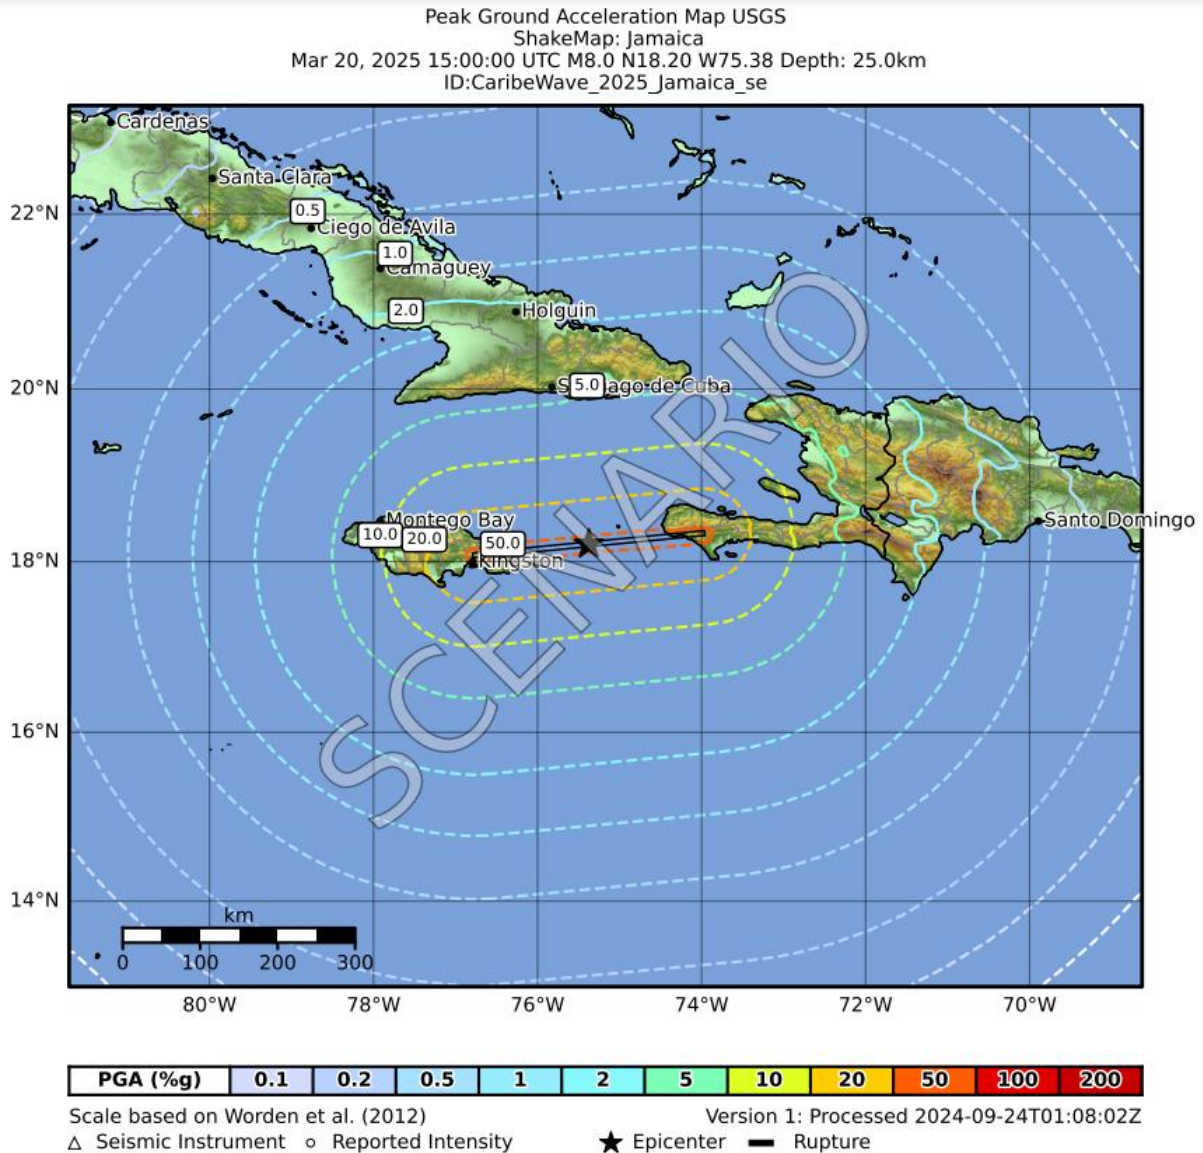 Peak Ground Acceleration Map USGS
ShakeMap: Jamaica
Mar 20, 2025 15:00:00 UTC M8.0 N18.20 W75.38 Depth: 25.0km
ID:CaribeWave_2025_Jamaica_se
Cardenas
Santa Clara
0.5
Ciego de Avila
22°N
1.0
Camaguey
2.0
Holguin
20°N
5.0
Santiago de Cuba
Montego Bay
Santo Domingo
10.0
20.0
50.0
18°N
Kingston
SCENARIO
16°N
14°N
km
0 100 200 300
80°W 78°W 76°W 74°W 72°W 70°W
PGA (%g) 0.1 0.2 0.5 1 2 5 10 20 50 100 200
Scale based on Worden et al. (2012) Version 1: Processed 2024-09-24T01:08:02Z
△ Seismic Instrument ○ Reported Intensity ★ Epicenter ▬ Rupture